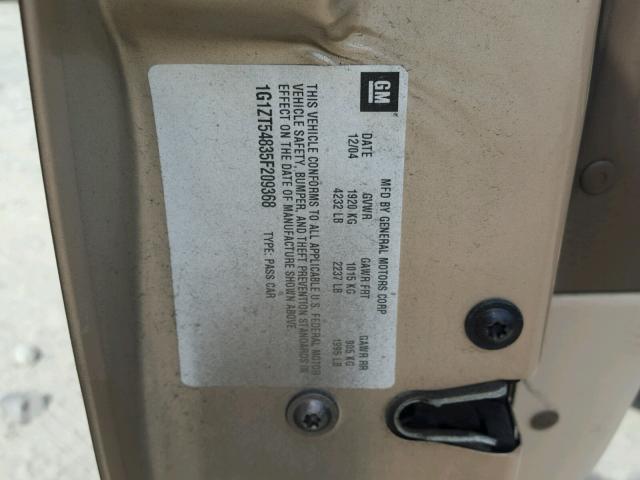 GM
MFD BY GENERAL MOTORS CORP
DATE GVWR GAWR FRT GAWR RR
12/04 1920 KG 1015 KG 905 KG
4232 LB 2237 LB 1995 LB
THIS VEHICLE CONFORMS TO ALL APPLICABLE U.S. FEDERAL MOTOR
VEHICLE SAFETY, BUMPER, AND THEFT PREVENTION STANDARDS IN
EFFECT ON THE DATE OF MANUFACTURE SHOWN ABOVE.
1G1ZT54835F209368 TYPE: PASS CAR